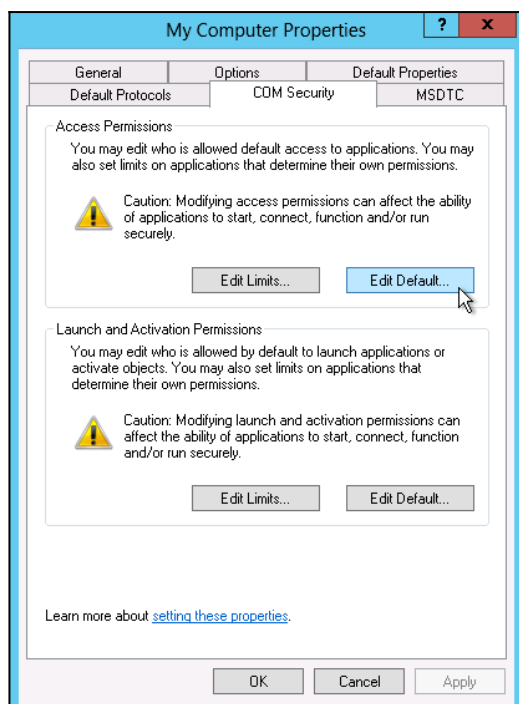 My Computer Properties
?
x
General
Options
Default Properties
Default Protocols
COM Security
MSDTC
Access Permissions
You may edit who is allowed default access to applications. You may
also set limits on applications that determine their own permissions.
Caution: Modifying access permissions can affect the ability
of applications to start, connect, function and/or run
securely.
Edit Limits...
Edit Default...
Launch and Activation Permissions
You may edit who is allowed by default to launch applications or
activate objects. You may also set limits on applications that
determine their own permissions.
Caution: Modifying launch and activation permissions can
affect the ability of applications to start, connect, function
and/or run securely.
Edit Limits...
Edit Default...
Learn more about setting these properties.
OK
Cancel
Apply